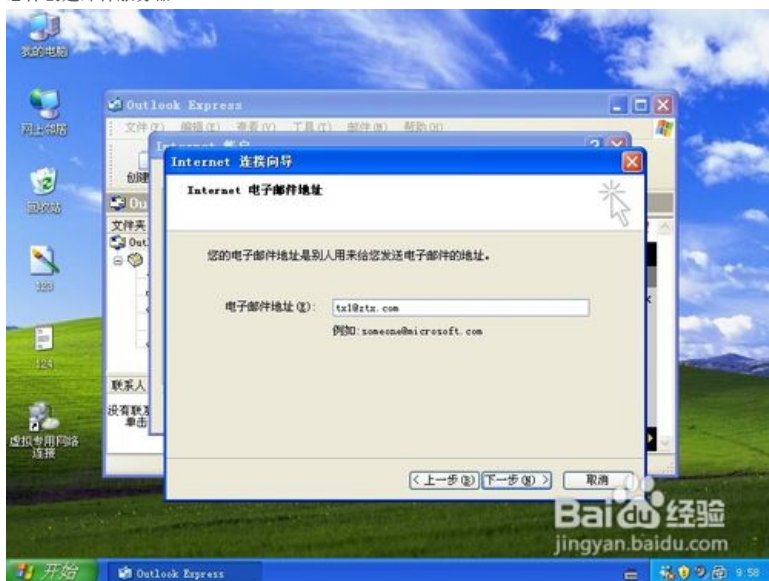 我的电脑
网上邻居
回收站
123
124
虚拟专用网络
连接
Outlook Express
文件(F) 编辑(E) 查看(V) 工具(T) 邮件(M) 帮助(H)
Internet 连接向导
Internet 电子邮件地址
您的电子邮件地址是别人用来给您发送电子邮件的地址。
电子邮件地址(E):
tx1@ztx.com
例如:someone@microsoft.com
文件夹
联系人
< 上一步(B)
下一步(N) >
取消
Baidu 经验
jingyan.baidu.com
开始
Outlook Express
9:58